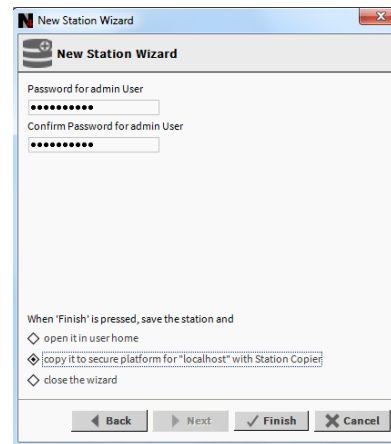 New Station Wizard
New Station Wizard
Password for admin User
●●●●●●●●●●
Confirm Password for admin User
●●●●●●●●●●
When 'Finish' is pressed, save the station and
open it in user home
copy it to secure platform for "localhost" with Station Copier
close the wizard
Back Next Finish Cancel